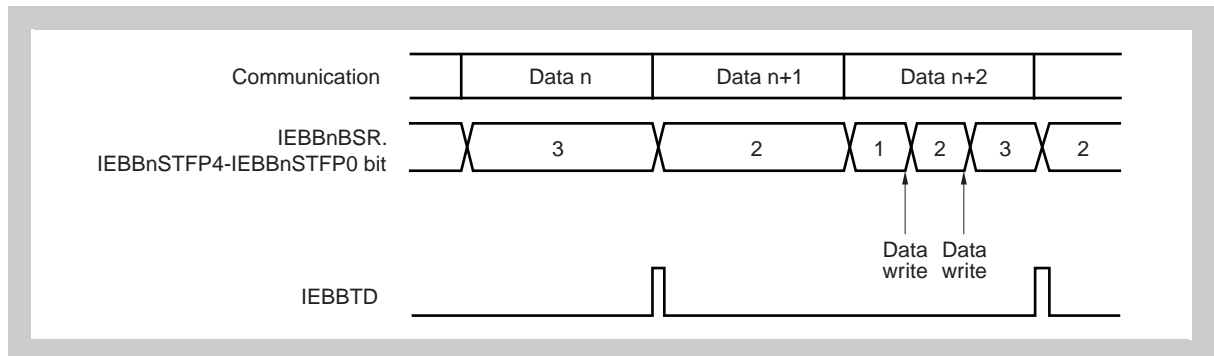 Communication
Data n
Data n+1
Data n+2
IEBBnBSR.
IEBBnSTFP4-IEBBnSTFP0 bit
3
2
1
2
3
2
Data Data
write write
IEBBTD